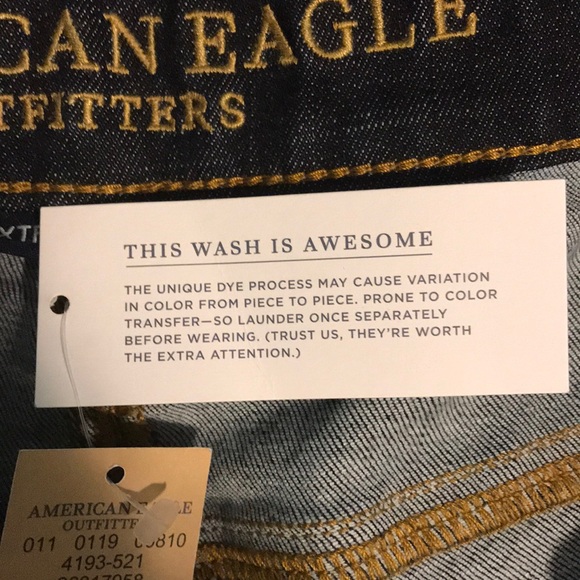 CAN EAGLE
TFITTERS
THIS WASH IS AWESOME
THE UNIQUE DYE PROCESS MAY CAUSE VARIATION
IN COLOR FROM PIECE TO PIECE. PRONE TO COLOR
TRANSFER—SO LAUNDER ONCE SEPARATELY
BEFORE WEARING. (TRUST US, THEY'RE WORTH
THE EXTRA ATTENTION.)
AMERICAN EAGLE
011 0119
4193-521